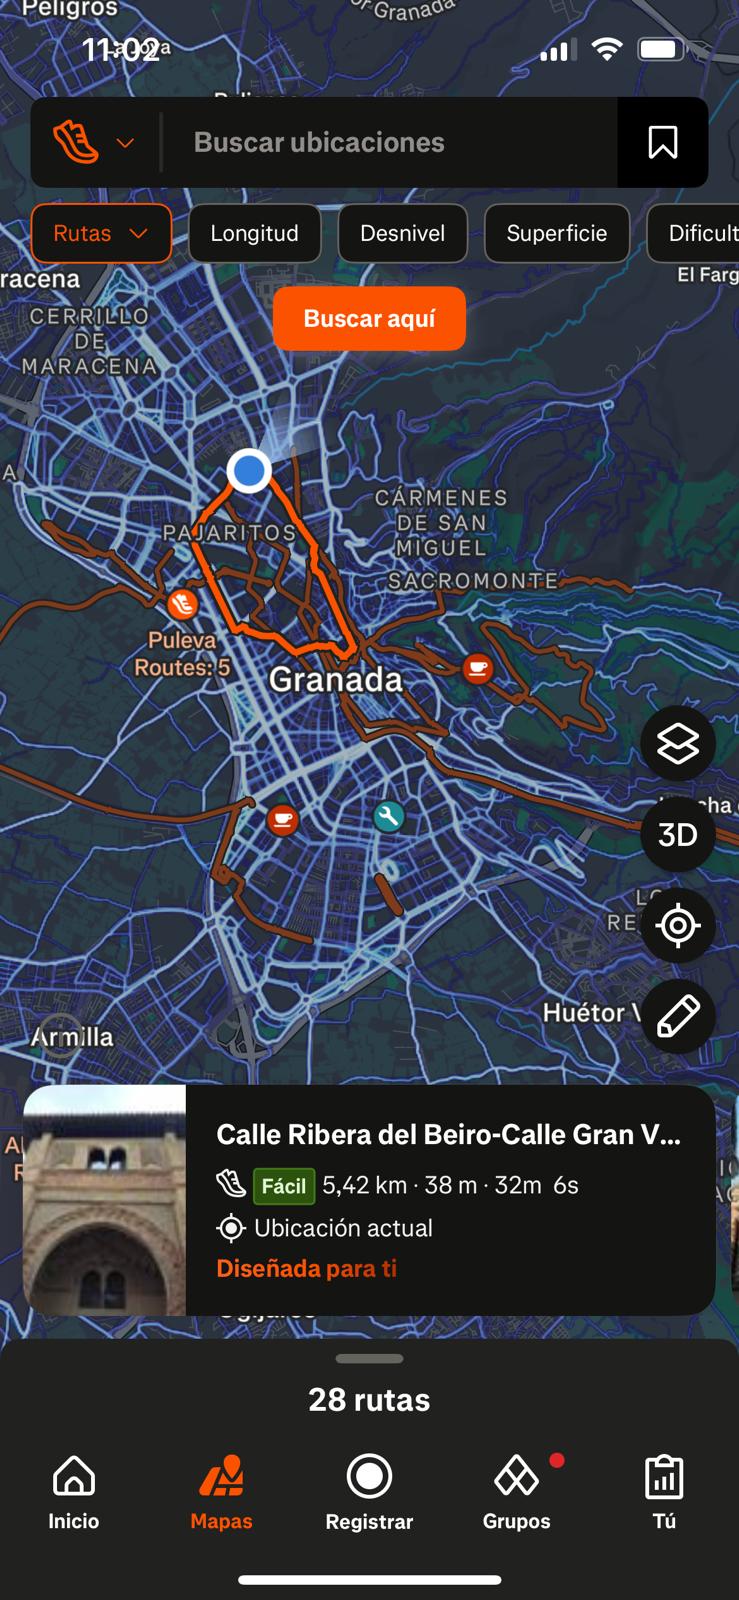 Peligros
or-Granada
11:02
Buscar ubicaciones
Rutas
Longitud
Desnivel
Superficie
Dificult
racena
El Farg
CERRILLO
DE
MARACENA
Buscar aquí
A
CÁRMENES
DE SAN
MIGUEL
PAJARITOS
SACROMONTE
Puleva
Routes: 5
Granada
3D
Armilla
Huétor V
Calle Ribera del Beiro-Calle Gran V...
Fácil 5,42 km · 38 m · 32m 6s
Ubicación actual
Diseñada para ti
28 rutas
Inicio
Mapas
Registrar
Grupos
Tú